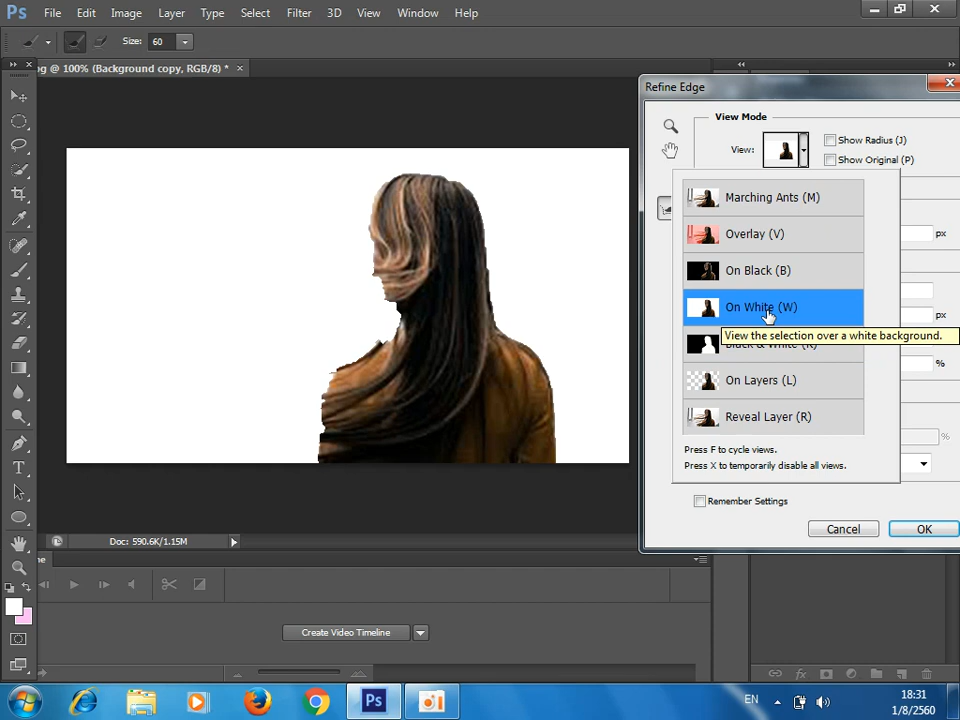 Ps File Edit Image Layer Type Select Filter 3D View Window Help
Size: 60
pg @ 100% (Background copy, RGB/8) * ×
Refine Edge
View Mode
View:
Show Radius (J)
Show Original (P)
Marching Ants (M)
Overlay (V)
px
On Black (B)
On White (W)
px
View the selection over a white background.
Black & White (K)
%
On Layers (L)
Reveal Layer (R)
%
Press F to cycle views.
Press X to temporarily disable all views.
Remember Settings
Cancel OK
Doc: 590.6K/1.15M
ne
Create Video Timeline
fx
Ps
EN
18:31
1/8/2560